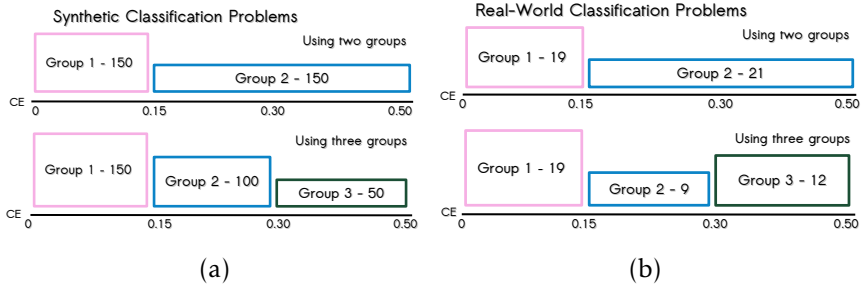 Synthetic Classification Problems
Using two groups
Group 1 - 150
Group 2 - 150
CE
0 0.15 0.30 0.50
Using three groups
Group 1 - 150
Group 2 - 100
Group 3 - 50
CE
0 0.15 0.30 0.50
(a)
Real-World Classification Problems
Using two groups
Group 1 - 19
Group 2 - 21
CE
0 0.15 0.30 0.50
Using three groups
Group 1 - 19
Group 2 - 9
Group 3 - 12
CE
0 0.15 0.30 0.50
(b)